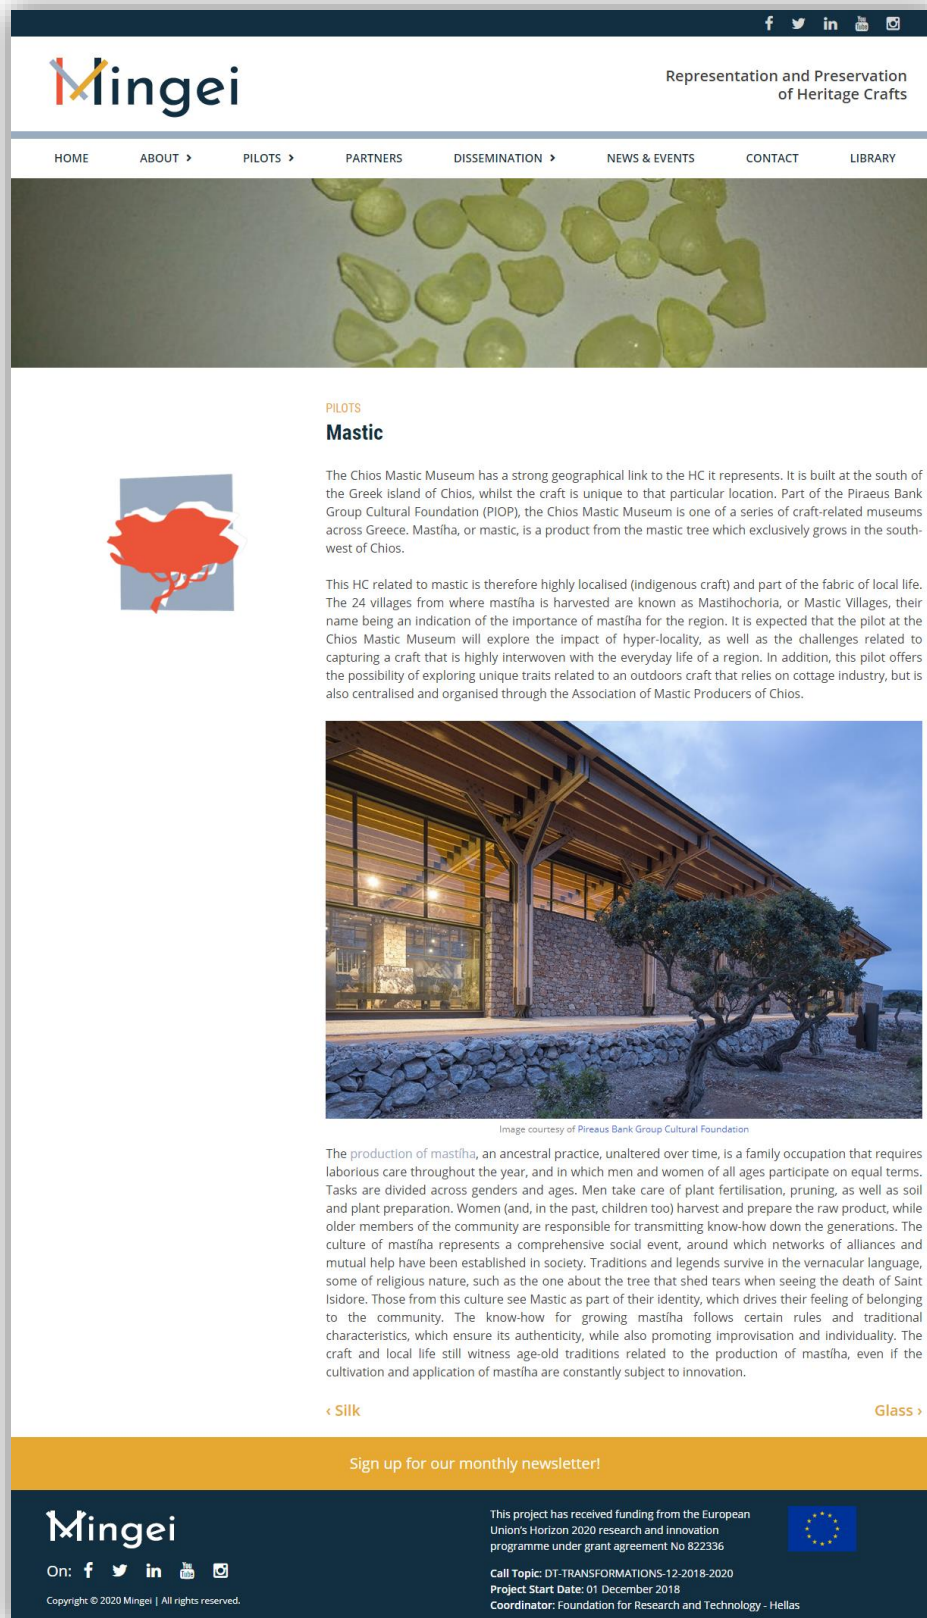 Mingei
Representation and Preservation
of Heritage Crafts
HOME ABOUT > PILOTS > PARTNERS DISSEMINATION > NEWS & EVENTS CONTACT LIBRARY
PILOTS
Mastic
The Chios Mastic Museum has a strong geographical link to the HC it represents. It is built at the south of
the Greek island of Chios, whilst the craft is unique to that particular location. Part of the Piraeus Bank
Group Cultural Foundation (PIOP), the Chios Mastic Museum is one of a series of craft-related museums
across Greece. Mastíha, or mastic, is a product from the mastic tree which exclusively grows in the south-
west of Chios.
This HC related to mastic is therefore highly localised (indigenous craft) and part of the fabric of local life.
The 24 villages from where mastíha is harvested are known as Mastihochoria, or Mastic Villages, their
name being an indication of the importance of mastíha for the region. It is expected that the pilot at the
Chios Mastic Museum will explore the impact of hyper-locality, as well as the challenges related to
capturing a craft that is highly interwoven with the everyday life of a region. In addition, this pilot offers
the possibility of exploring unique traits related to an outdoors craft that relies on cottage industry, but is
also centralised and organised through the Association of Mastic Producers of Chios.
Image courtesy of Pireaus Bank Group Cultural Foundation
The production of mastíha, an ancestral practice, unaltered over time, is a family occupation that requires
laborious care throughout the year, and in which men and women of all ages participate on equal terms.
Tasks are divided across genders and ages. Men take care of plant fertilisation, pruning, as well as soil
and plant preparation. Women (and, in the past, children too) harvest and prepare the raw product, while
older members of the community are responsible for transmitting know-how down the generations. The
culture of mastíha represents a comprehensive social event, around which networks of alliances and
mutual help have been established in society. Traditions and legends survive in the vernacular language,
some of religious nature, such as the one about the tree that shed tears when seeing the death of Saint
Isidore. Those from this culture see Mastic as part of their identity, which drives their feeling of belonging
to the community. The know-how for growing mastíha follows certain rules and traditional
characteristics, which ensure its authenticity, while also promoting improvisation and individuality. The
craft and local life still witness age-old traditions related to the production of mastíha, even if the
cultivation and application of mastíha are constantly subject to innovation.
‹ Silk Glass ›
Sign up for our monthly newsletter!
Mingei
On:
Copyright © 2020 Mingei | All rights reserved.
This project has received funding from the European
Union's Horizon 2020 research and innovation
programme under grant agreement No 822336
Call Topic: DT-TRANSFORMATIONS-12-2018-2020
Project Start Date: 01 December 2018
Coordinator: Foundation for Research and Technology - Hellas